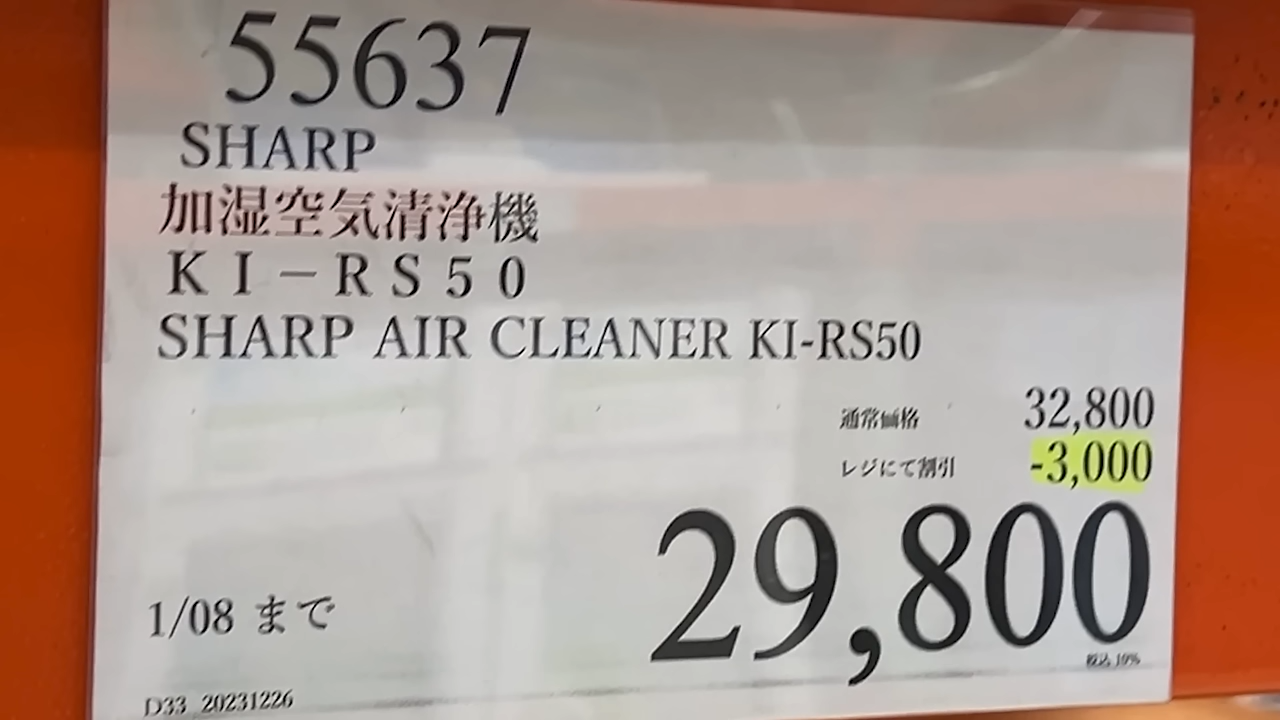 55637
SHARP
加湿空気清浄機
ＫＩ－ＲＳ５０
SHARP AIR CLEANER KI-RS50
通常価格 32,800
レジにて割引 -3,000
29,800
税込 10%
1/08 まで
D33 20231226